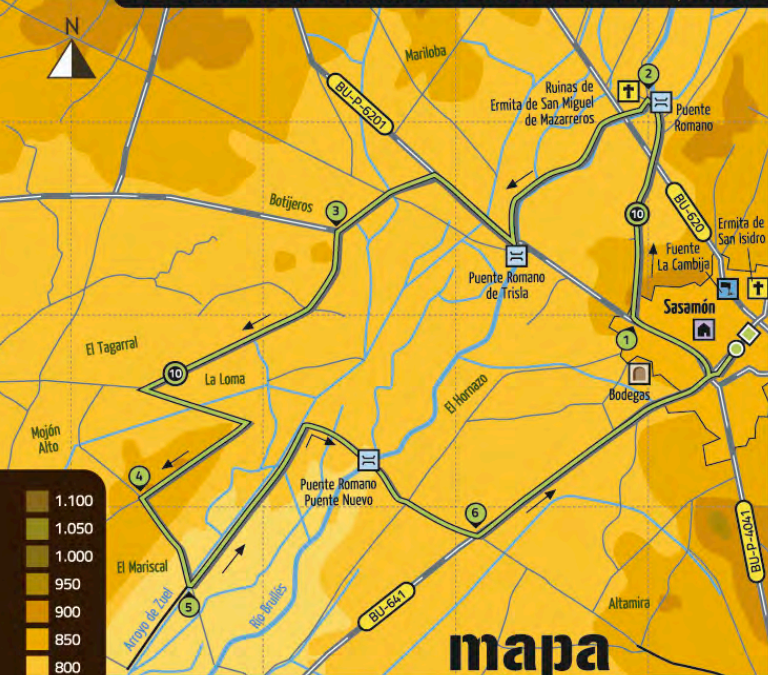 N
Mariloba
BU-P-6201
2
Ruinas de
Ermita de San Miguel
de Mazarreros
Puente
Romano
Botijeros
3
10
BU-620
Ermita de
San Isidro
Fuente
La Cambija
Puente Romano
de Trisla
Sasamón
1
El Tagarral
10
La Loma
Bodegas
El Hornazo
Mojón
Alto
4
Puente Romano
Puente Nuevo
6
1.100
1.050
1.000
950
900
850
800
El Mariscal
5
Arroyo de Zuel
Río Brullés
BU-641
BU-P-4041
Altamira
mapa